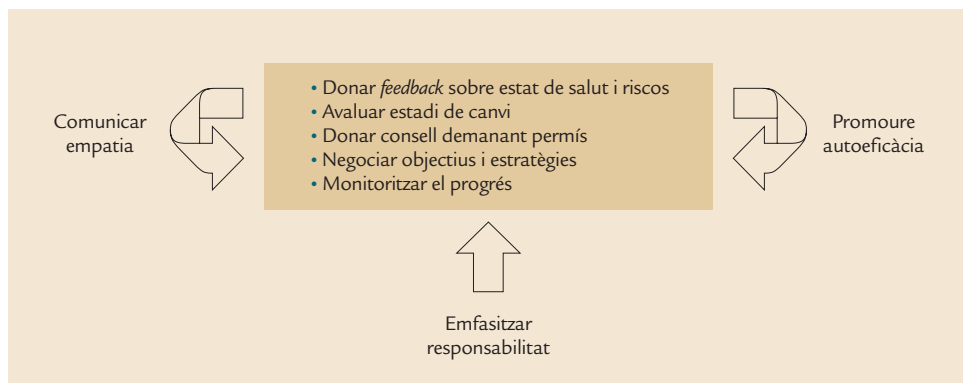 Comunicar
empatia
• Donar feedback sobre estat de salut i riscos
• Avaluar estadi de canvi
• Donar consell demanant permís
• Negociar objectius i estratègies
• Monitoritzar el progrés
Promoure
autoeficàcia
Emfasitzar
responsabilitat